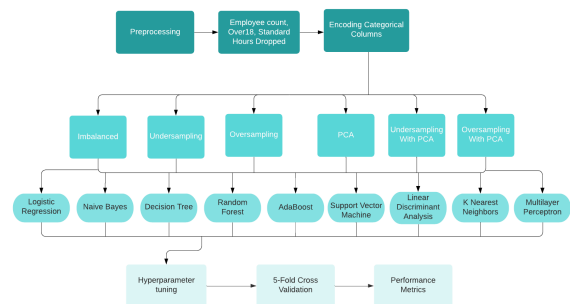 Preprocessing
Employee count,
Over18, Standard
Hours Dropped
Encoding Categorical
Columns
Imbalanced
Undersampling
Oversampling
PCA
Undersampling
With PCA
Oversampling
With PCA
Logistic
Regression
Naive Bayes
Decision Tree
Random
Forest
AdaBoost
Support Vector
Machine
Linear
Discriminant
Analysis
K Nearest
Neighbors
Multilayer
Perceptron
Hyperparameter
tuning
5-Fold Cross
Validation
Performance
Metrics